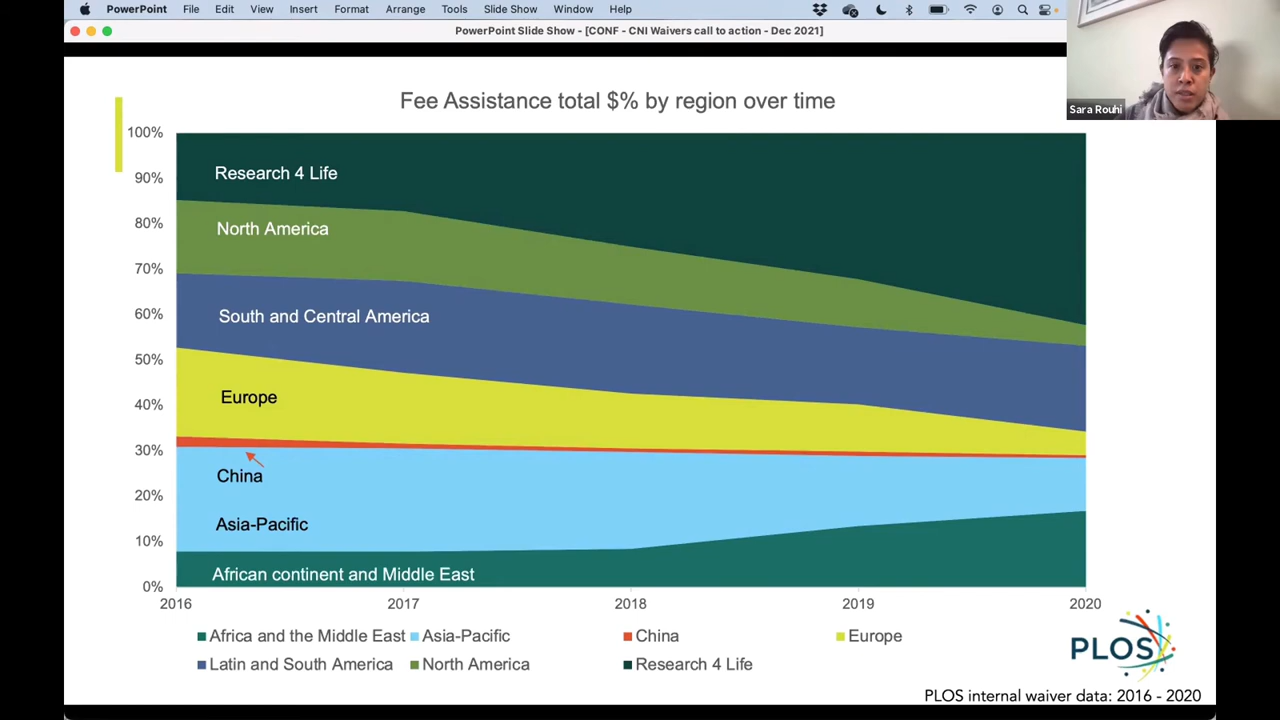 PowerPoint File Edit View Insert Format Arrange Tools Slide Show Window Help
PowerPoint Slide Show - [CONF - CNI Waivers call to action - Dec 2021]
Sara Rouhi
Fee Assistance total $% by region over time
100%
90%
80%
70%
60%
50%
40%
30%
20%
10%
0%
Research 4 Life
North America
South and Central America
Europe
China
Asia-Pacific
African continent and Middle East
2016 2017 2018 2019 2020
Africa and the Middle East Asia-Pacific China Europe
Latin and South America North America Research 4 Life
PLOS
PLOS internal waiver data: 2016 - 2020